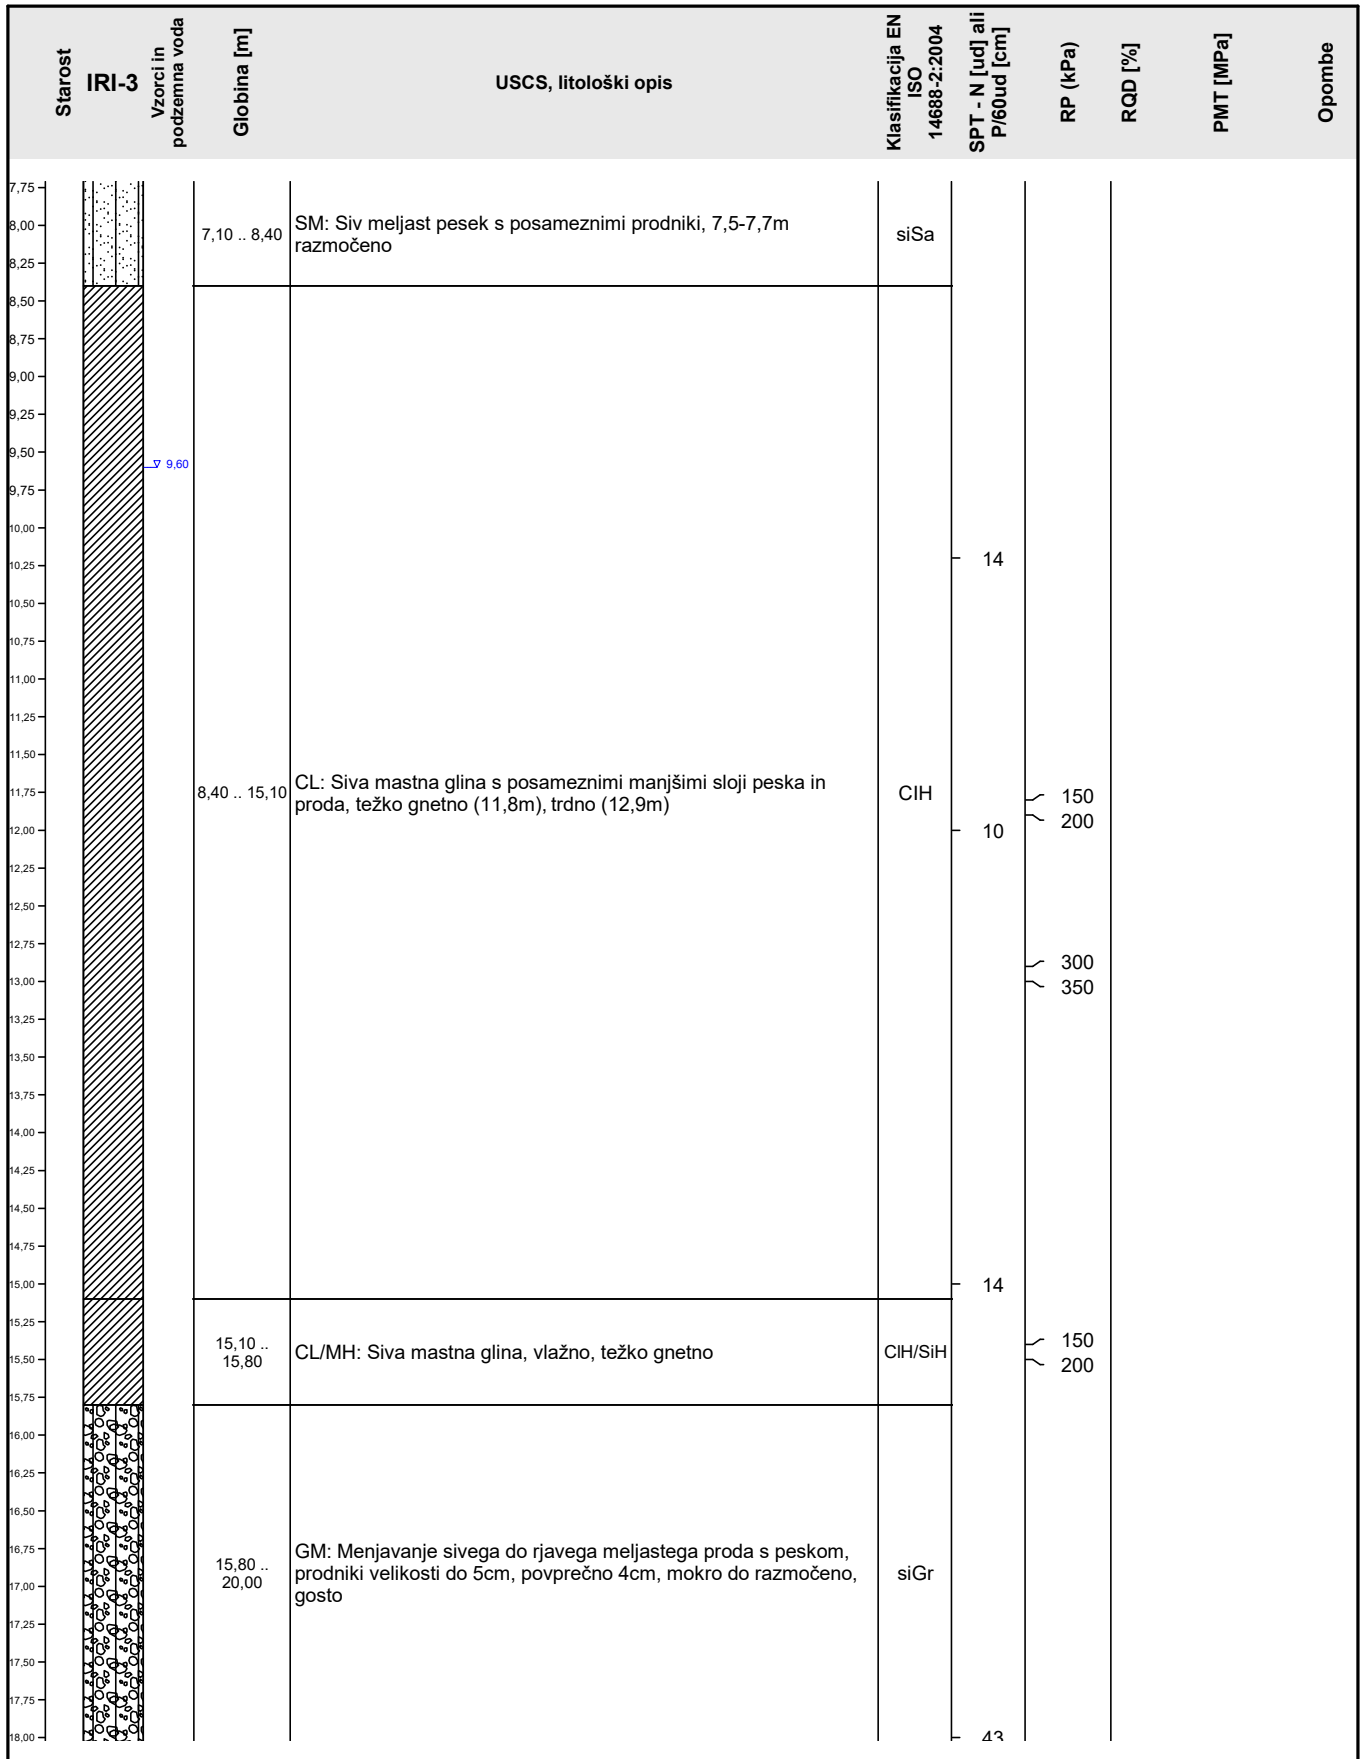 Starost
IRI-3
Vzorci in
podzemna voda
Globina [m]
USCS, litološki opis
Klasifikacija EN
ISO
14688-2:2004
SPT - N [ud] ali
P/60ud [cm]
RP (kPa)
RQD [%]
PMT [MPa]
Opombe
7,75
8,00
8,25
8,50
8,75
9,00
9,25
9,50
9,75
10,00
10,25
10,50
10,75
11,00
11,25
11,50
11,75
12,00
12,25
12,50
12,75
13,00
13,25
13,50
13,75
14,00
14,25
14,50
14,75
15,00
15,25
15,50
15,75
16,00
16,25
16,50
16,75
17,00
17,25
17,50
17,75
18,00
9,60
7,10 .. 8,40
SM: Siv meljast pesek s posameznimi prodniki, 7,5-7,7m
razmočeno
siSa
8,40 .. 15,10
CL: Siva mastna glina s posameznimi manjšimi sloji peska in
proda, težko gnetno (11,8m), trdno (12,9m)
ClH
14
10
14
150
200
300
350
15,10 ..
15,80
CL/MH: Siva mastna glina, vlažno, težko gnetno
ClH/SiH
150
200
15,80 ..
20,00
GM: Menjavanje sivega do rjavega meljastega proda s peskom,
prodniki velikosti do 5cm, povprečno 4cm, mokro do razmočeno,
gosto
siGr
43